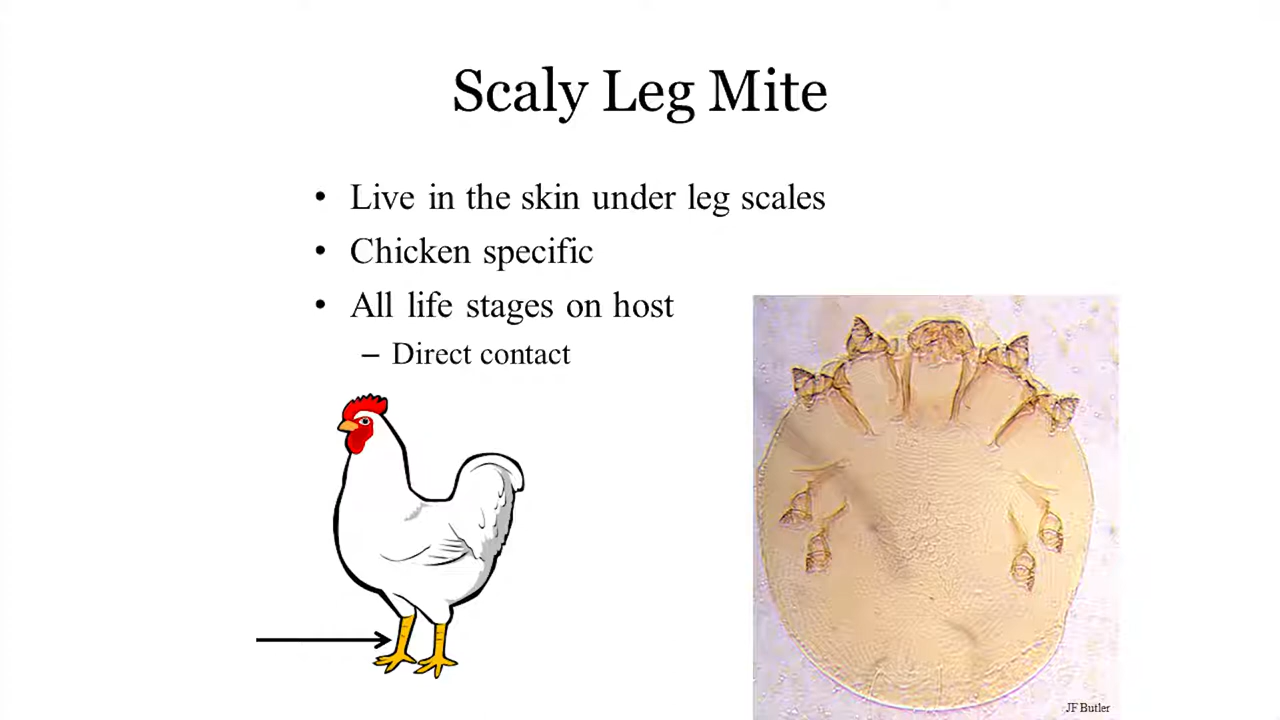 Scaly Leg Mite
• Live in the skin under leg scales
• Chicken specific
• All life stages on host
– Direct contact
JF Butler